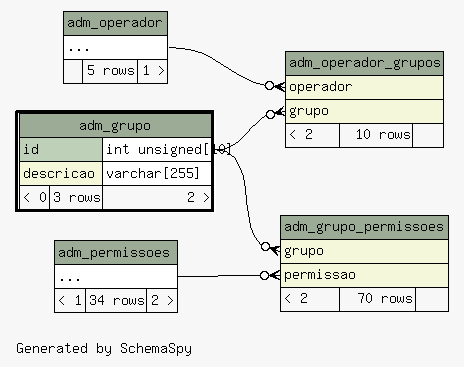 adm_operador
...
5 rows 1 >
adm_operador_grupos
operador
grupo
< 2 10 rows
adm_grupo
id int unsigned[10]
descricao varchar[255]
< 0 3 rows 2 >
adm_grupo_permissoes
grupo
permissao
< 2 70 rows
adm_permissoes
...
< 1 34 rows 2 >
Generated by SchemaSpy